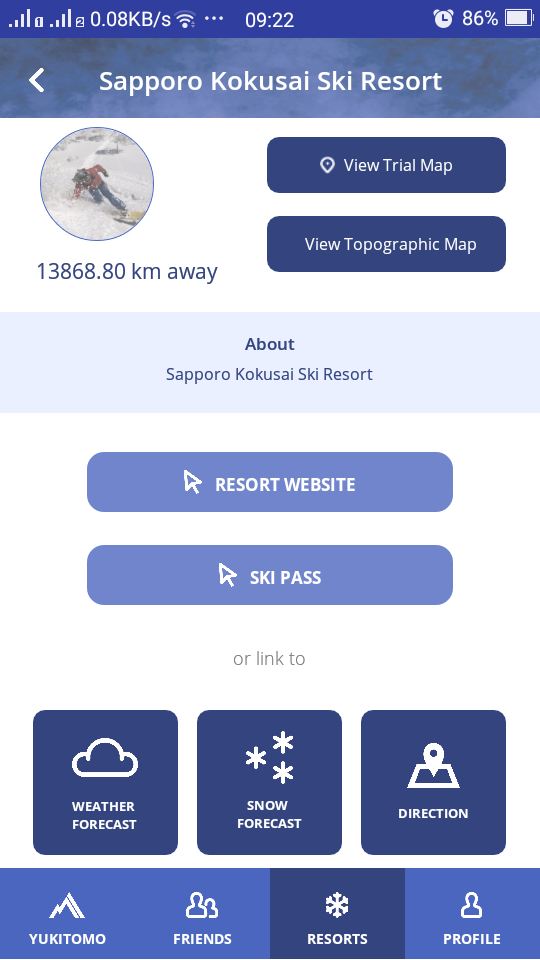 0.08KB/s ··· 09:22 86%
Sapporo Kokusai Ski Resort
View Trial Map
13868.80 km away
View Topographic Map
About
Sapporo Kokusai Ski Resort
RESORT WEBSITE
SKI PASS
or link to
WEATHER
FORECAST
SNOW
FORECAST
DIRECTION
YUKITOMO FRIENDS RESORTS PROFILE